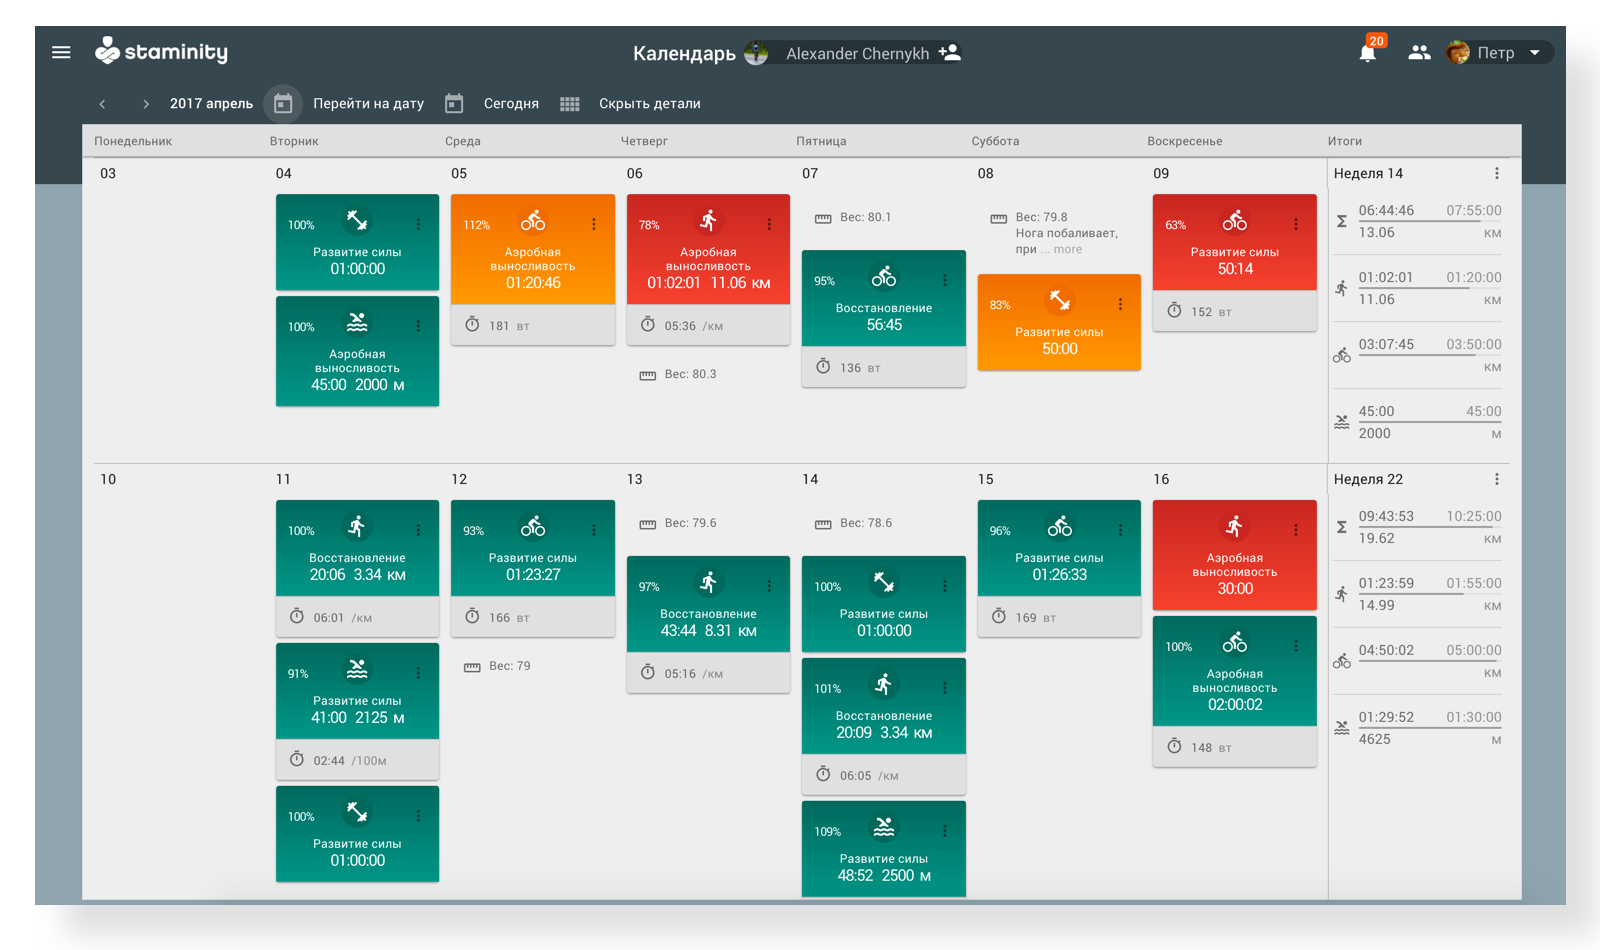 staminity
Календарь Alexander Chernykh
20
Петр
2017 апрель Перейти на дату Сегодня Скрыть детали
Понедельник Вторник Среда Четверг Пятница Суббота Воскресенье Итоги
03
04
100%
Развитие силы
01:00:00
100%
Аэробная
выносливость
45:00 2000 м
05
112%
Аэробная
выносливость
01:20:46
181 вт
06
78%
Аэробная
выносливость
01:02:01 11.06 км
05:36 /км
Вес: 80.3
07
Вес: 80.1
95%
Восстановление
56:45
136 вт
08
Вес: 79.8
Нога побаливает,
при ... more
83%
Развитие силы
50:00
09
63%
Развитие силы
50:14
152 вт
Неделя 14
Σ 06:44:46 07:55:00
13.06 км
01:02:01 01:20:00
11.06 км
03:07:45 03:50:00
км
45:00 45:00
2000 м
10
11
100%
Восстановление
20:06 3.34 км
06:01 /км
91%
Развитие силы
41:00 2125 м
02:44 /100м
100%
Развитие силы
01:00:00
12
93%
Развитие силы
01:23:27
166 вт
Вес: 79
13
Вес: 79.6
97%
Восстановление
43:44 8.31 км
05:16 /км
14
Вес: 78.6
100%
Развитие силы
01:00:00
101%
Восстановление
20:09 3.34 км
06:05 /км
109%
Развитие силы
48:52 2500 м
15
96%
Развитие силы
01:26:33
169 вт
16
Аэробная
выносливость
30:00
100%
Аэробная
выносливость
02:00:02
148 вт
Неделя 22
Σ 09:43:53 10:25:00
19.62 км
01:23:59 01:55:00
14.99 км
04:50:02 05:00:00
км
01:29:52 01:30:00
4625 м